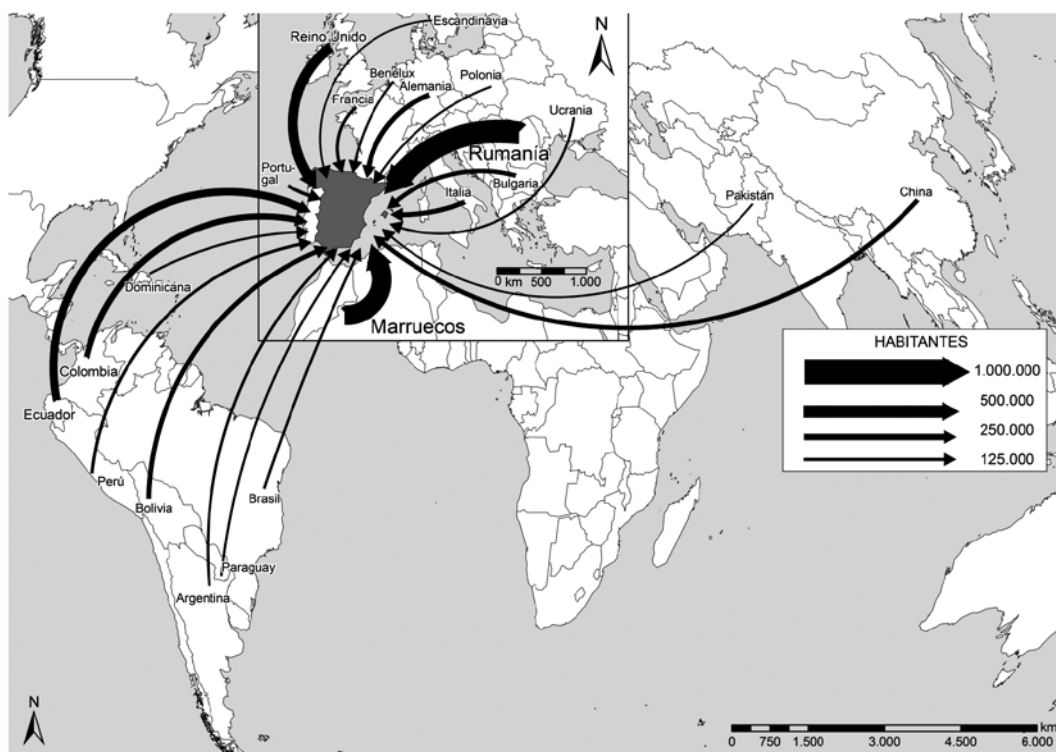 Escandinavia
N
Reino Unido
Benelux
Alemania
Polonia
Francia
Ucrania
Rumanía
Portu-
gal
Bulgaria
Italia
Pakistán
China
Dominicana
0 km 500 1.000
Marruecos
HABITANTES
1.000.000
500.000
250.000
125.000
Colombia
Ecuador
Perú
Bolivia
Brasil
Paraguay
Argentina
N
km
0 750 1.500 3.000 4.500 6.000